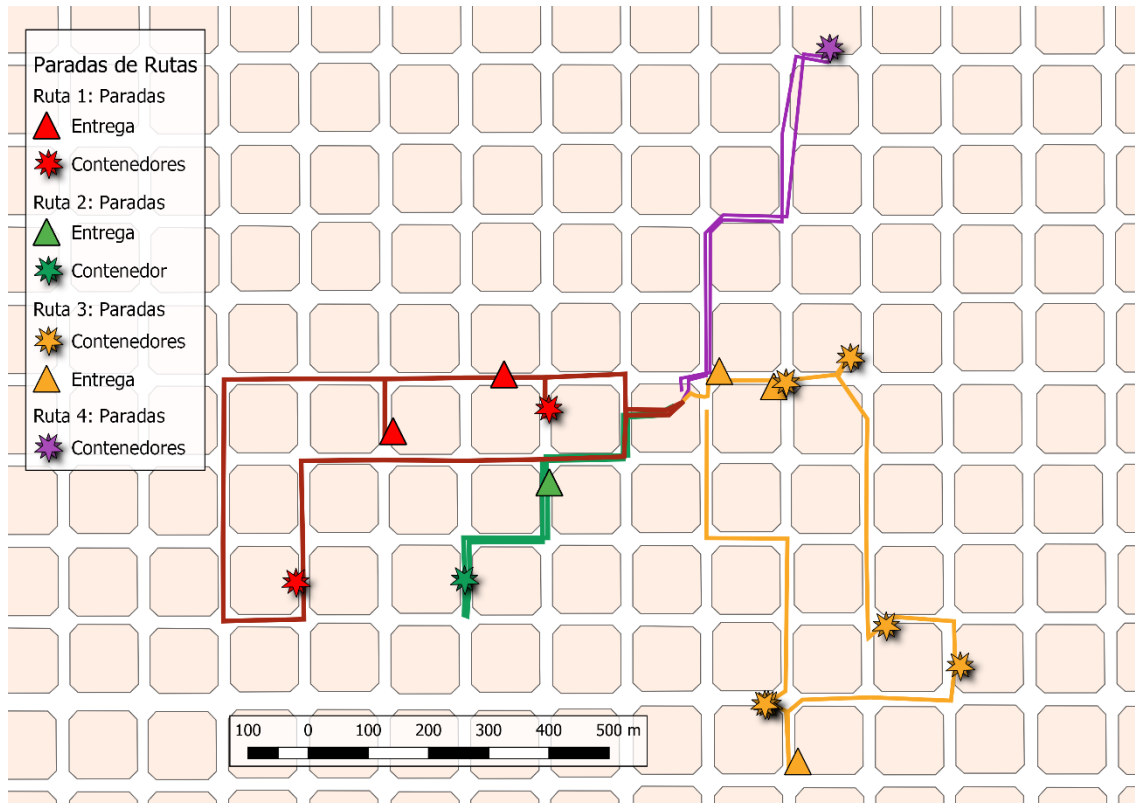 Paradas de Rutas
Ruta 1: Paradas
Entrega
Contenedores
Ruta 2: Paradas
Entrega
Contenedor
Ruta 3: Paradas
Contenedores
Entrega
Ruta 4: Paradas
Contenedores
100 0 100 200 300 400 500 m